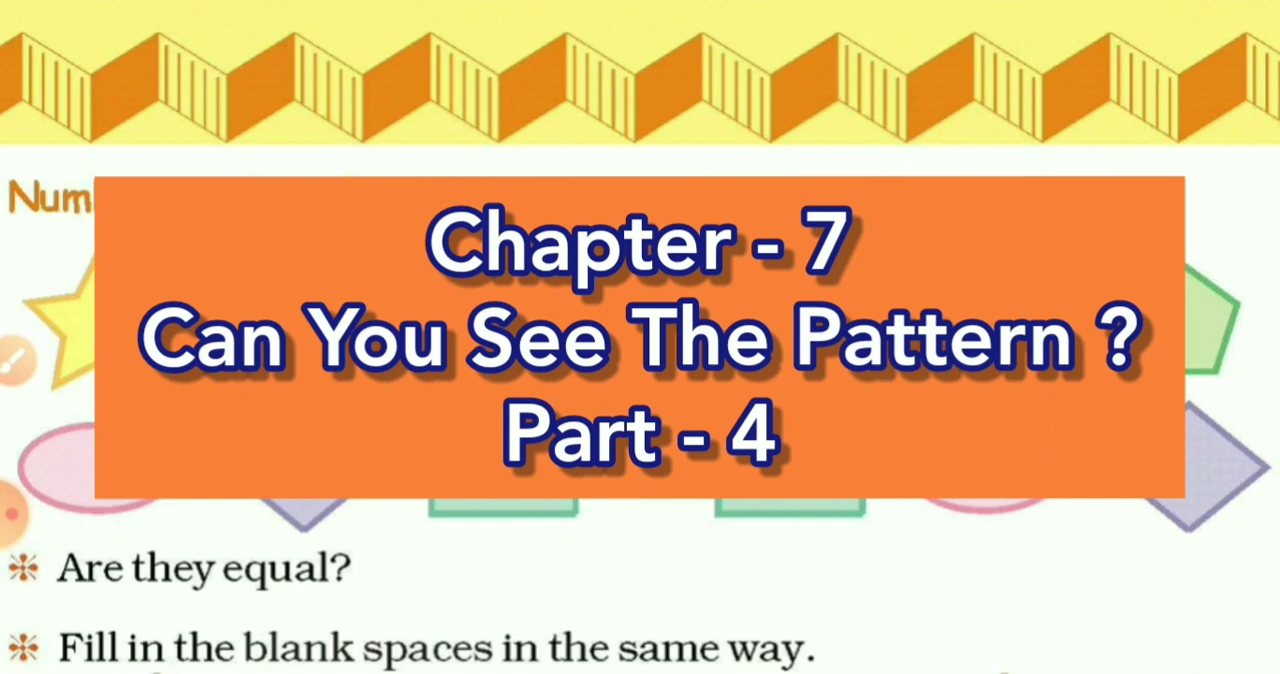 Num
Chapter - 7
Can You See The Pattern ?
Part - 4
Are they equal?
Fill in the blank spaces in the same way.